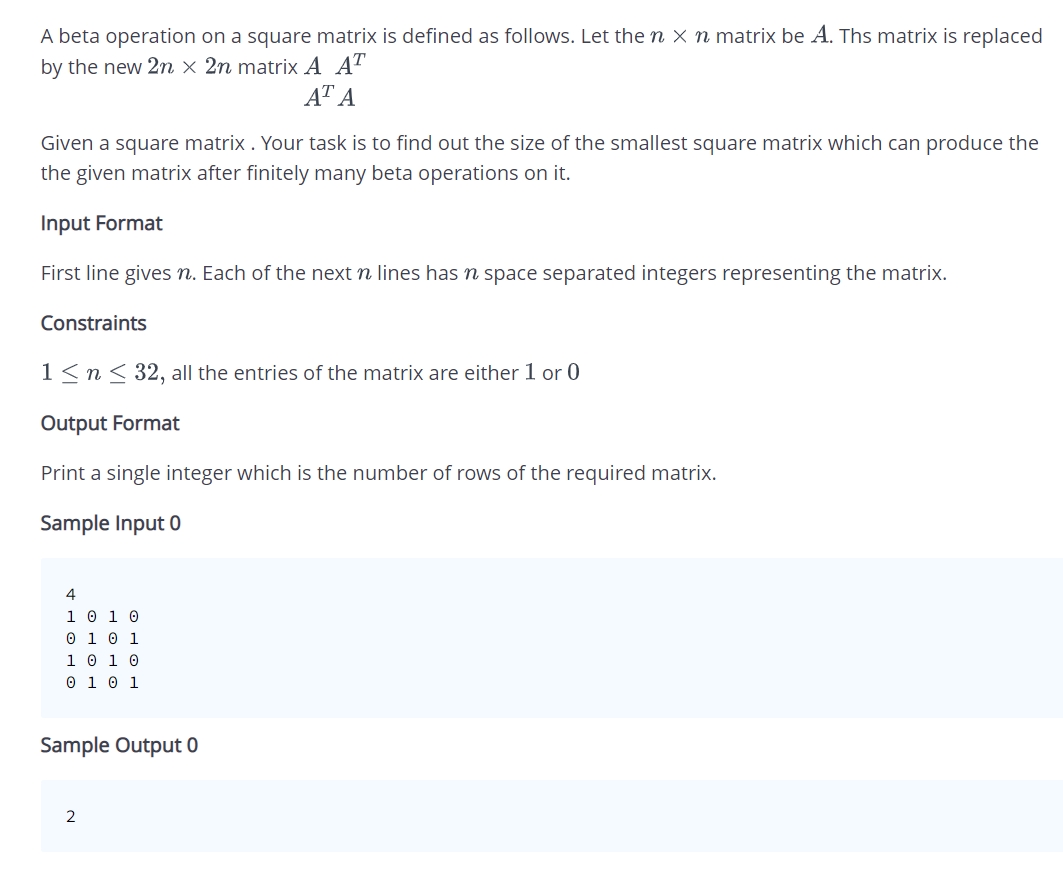 A beta operation on a square matrix is defined as follows. Let the n × n matrix be A. Ths matrix is replaced
by the new 2n × 2n matrix A A^T
A^T A
Given a square matrix . Your task is to find out the size of the smallest square matrix which can produce the
the given matrix after finitely many beta operations on it.
Input Format
First line gives n. Each of the next n lines has n space separated integers representing the matrix.
Constraints
1 ≤ n ≤ 32, all the entries of the matrix are either 1 or 0
Output Format
Print a single integer which is the number of rows of the required matrix.
Sample Input 0
4
1 0 1 0
0 1 0 1
1 0 1 0
0 1 0 1
Sample Output 0
2